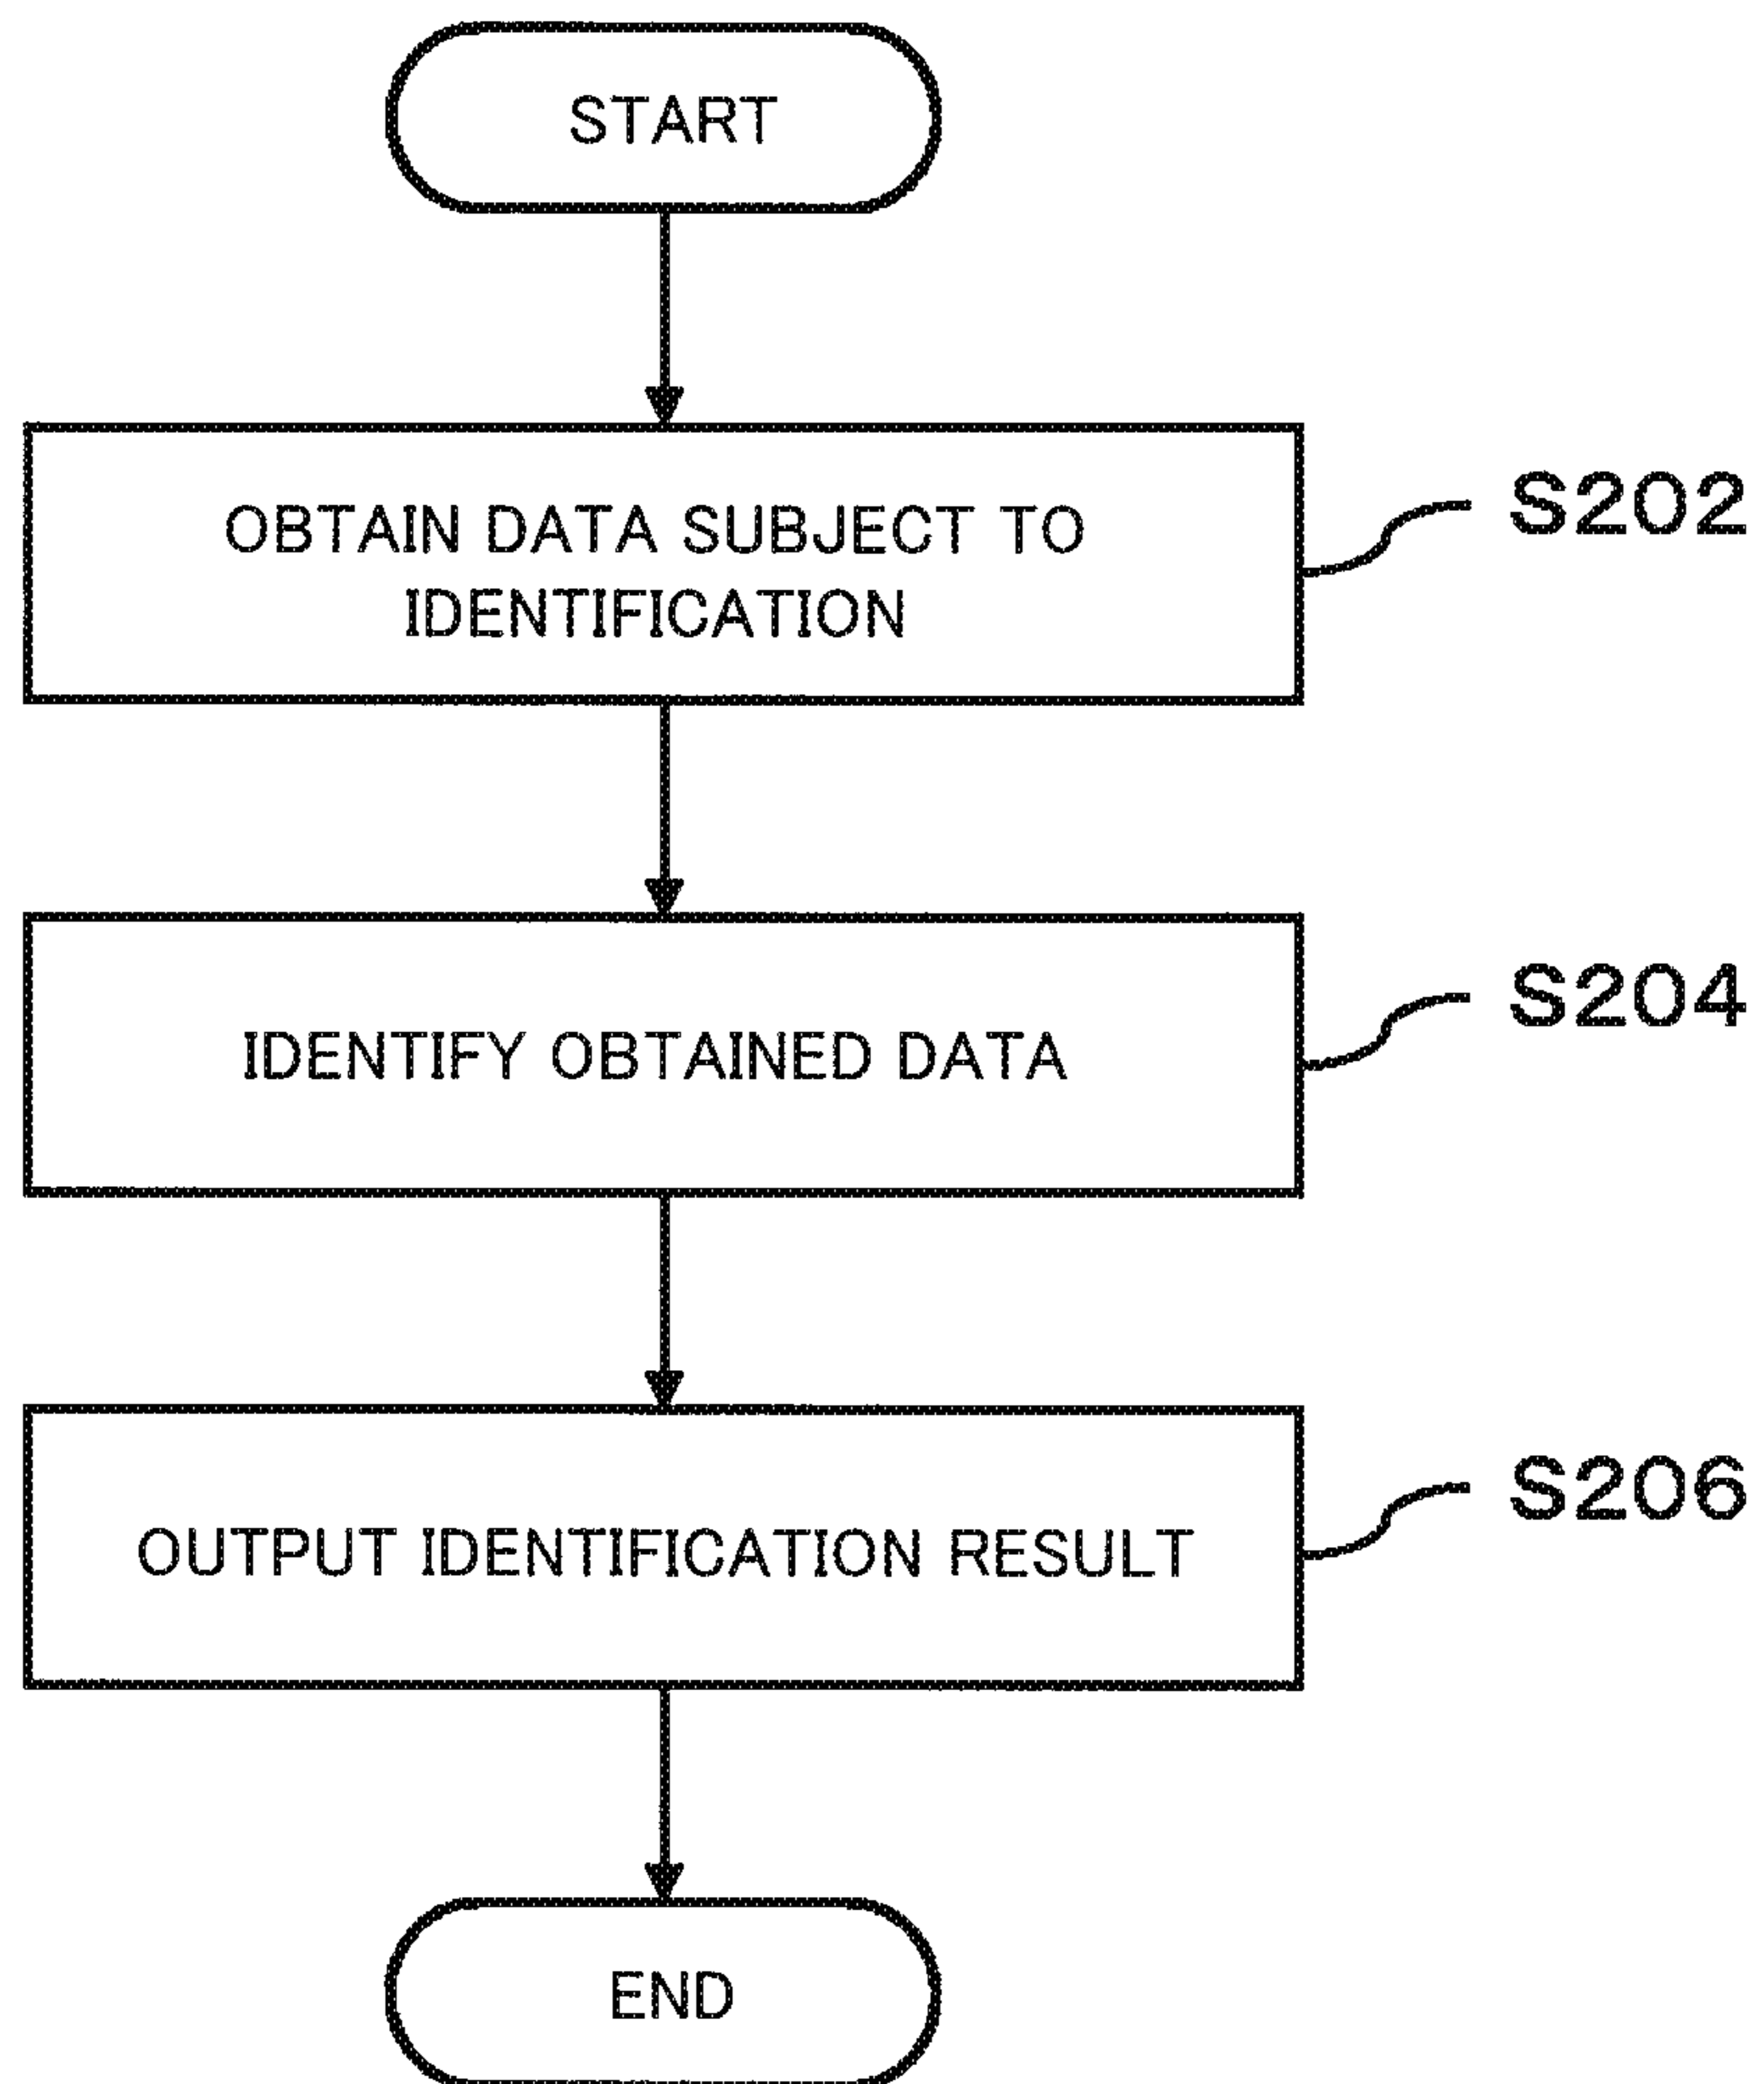 START
OBTAIN DATA SUBJECT TO
IDENTIFICATION
S202
IDENTIFY OBTAINED DATA
S204
OUTPUT IDENTIFICATION RESULT
S206
END